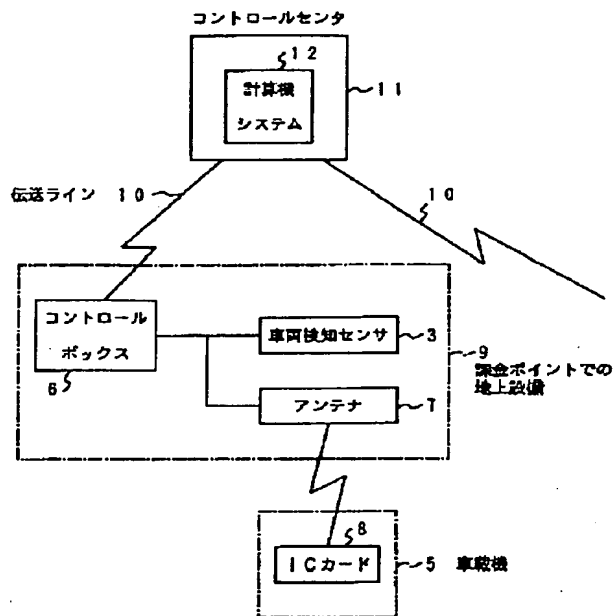 コントロールセンタ
12
計算機
システム
11
伝送ライン 10
10
コントロール
ボックス
6
車両検知センサ
3
アンテナ
7
9
課金ポイントでの
地上設備
8
ICカード
5 車載機